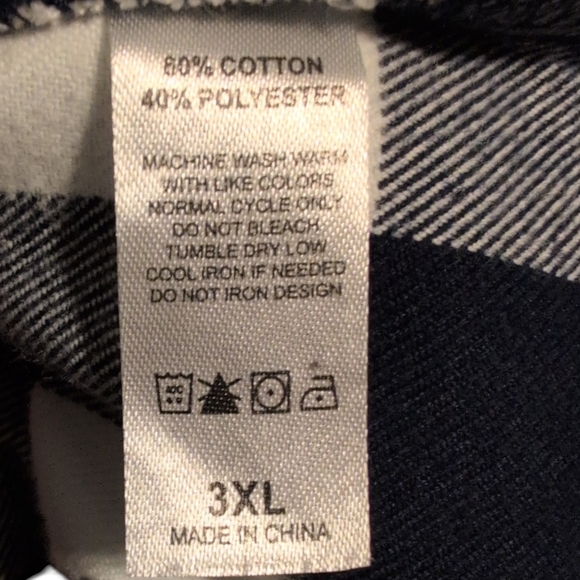 60% COTTON
40% POLYESTER
MACHINE WASH WARM
WITH LIKE COLORS
NORMAL CYCLE ONLY
DO NOT BLEACH
TUMBLE DRY LOW
COOL IRON IF NEEDED
DO NOT IRON DESIGN
40C
3XL
MADE IN CHINA